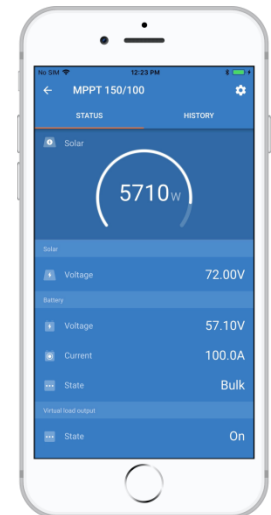 No SIM 12:23 PM
MPPT 150/100
STATUS HISTORY
Solar
5710W
Solar
Voltage 72.00V
Battery
Voltage 57.10V
Current 100.0A
State Bulk
Virtual load output
State On